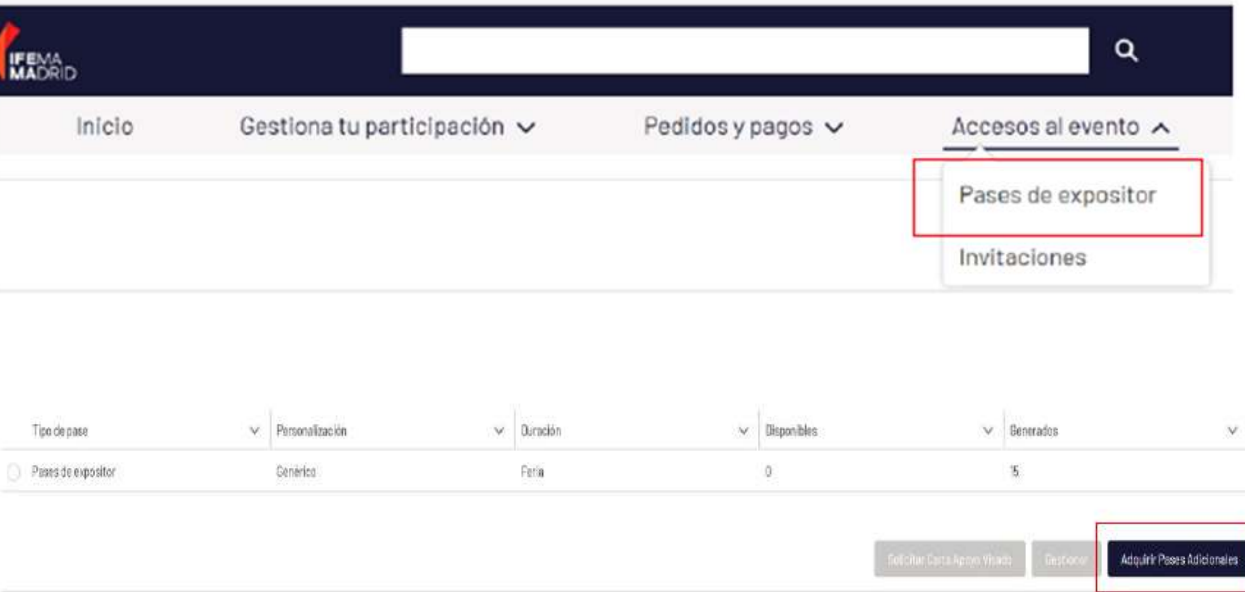 IFEMA
MADRID
Inicio Gestiona tu participación Pedidos y pagos Accesos al evento
Pases de expositor
Invitaciones
Tipo de pase Personalización Duración Disponibles Generados
Pases de expositor Genérico Feria 0 15
Solicitar Carta Apoyo Visado Gestionar Adquirir Pases Adicionales